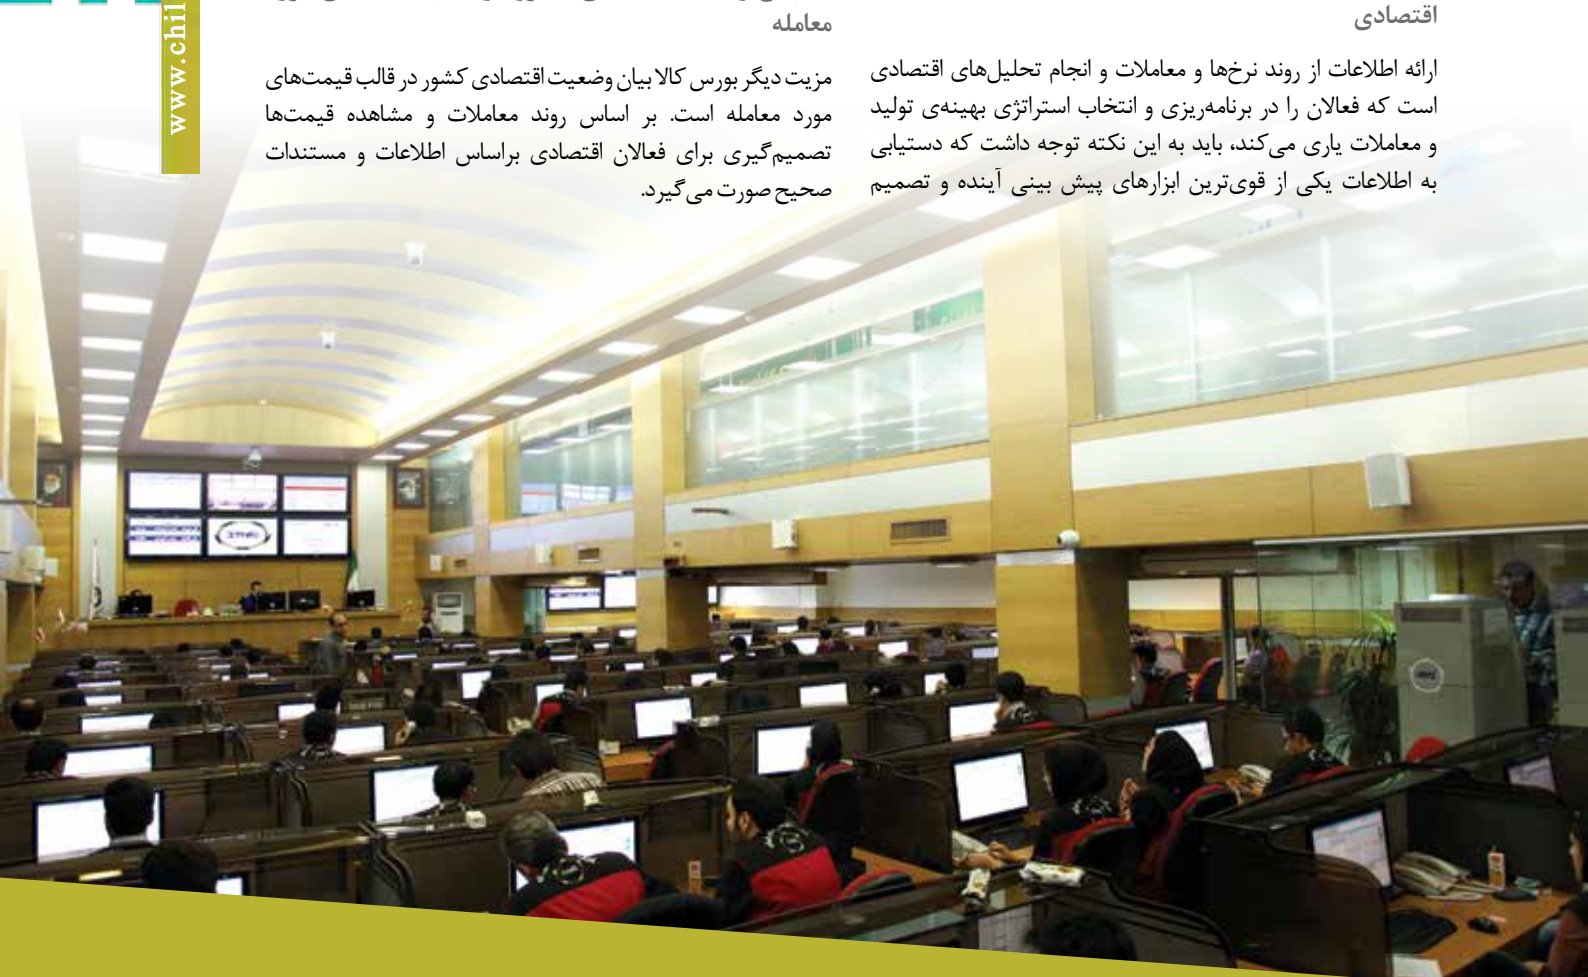 اقتصادی
ارائه اطلاعات از روند نرخ‌ها و معاملات و انجام تحلیل‌های اقتصادی
است که فعالان را در برنامه‌ریزی و انتخاب استراتژی بهینه‌ی تولید
و معاملات یاری می‌کند، باید به این نکته توجه داشت که دستیابی
به اطلاعات یکی از قوی‌ترین ابزارهای پیش بینی آینده و تصمیم
معامله
مزیت دیگر بورس کالا بیان وضعیت اقتصادی کشور در قالب قیمت‌های
مورد معامله است. بر اساس روند معاملات و مشاهده قیمت‌ها
تصمیم‌گیری برای فعالان اقتصادی براساس اطلاعات و مستندات
صحیح صورت می‌گیرد.
www.chil